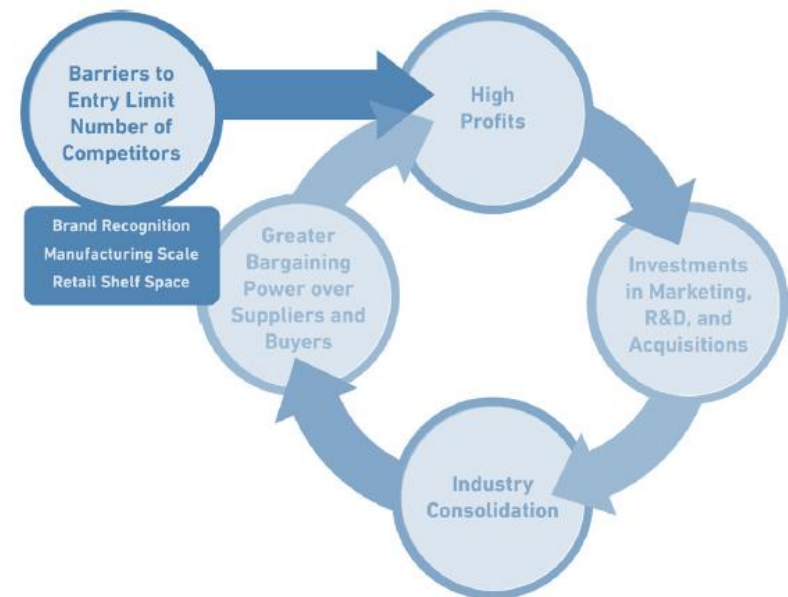 Barriers to
Entry Limit
Number of
Competitors
Brand Recognition
Manufacturing Scale
Retail Shelf Space
High
Profits
Investments
in Marketing,
R&D, and
Acquisitions
Industry
Consolidation
Greater
Bargaining
Power over
Suppliers and
Buyers